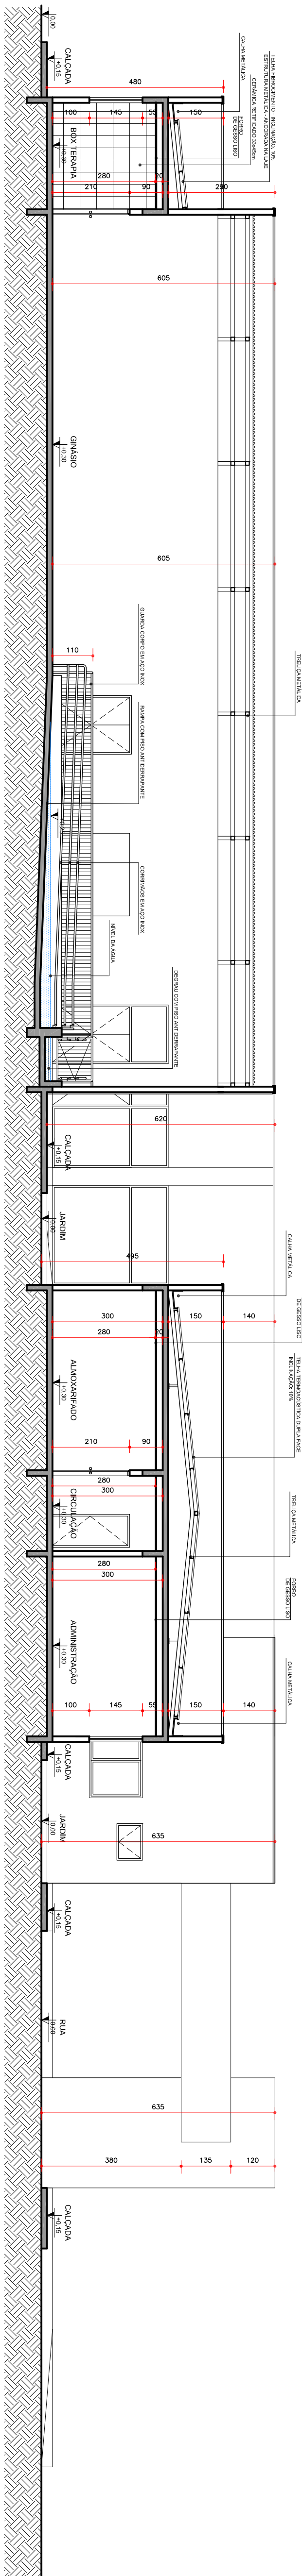 0.00
CALÇADA
+0.15
480
TELHA FIBROCIMENTO - INCLINAÇÃO; 10%
ESTRUTURA METÁLICA - ANCORADA NA LAJE
CERÂMICA RETIFICADO 33x45cm
FORRO
DE GESSO LISO
CALHA METÁLICA
100
145
55
150
BOX TERAPIA
+0.30
280
20
210
90
290
605
GINÁSIO
+0.30
605
110
GUARDA CORPO EM AÇO INOX
TRELIÇA METÁLICA
RAMPA COM PISO ANTIDERRAPANTE
CORRIMÃOS EM AÇO INOX
NÍVEL DA ÁGUA
DEGRAU COM PISO ANTIDERRAPANTE
620
CALÇADA
+0.15
JARDIM
0.00
495
CALHA METÁLICA
DE GESSO LISO
TELHA TERMOACÚSTICA DUPLA FACE
INCLINAÇÃO; 10%
300
150
140
280
20
ALMOXARIFADO
+0.30
210
90
280
300
CIRCULAÇÃO
+0.30
TRELIÇA METÁLICA
280
300
FORRO
DE GESSO LISO
ADMINISTRAÇÃO
+0.30
CALHA METÁLICA
100
145
55
150
140
CALÇADA
+0.15
JARDIM
0.00
635
CALÇADA
+0.15
RUA
0.00
635
380
135
120
CALÇADA
+0.15